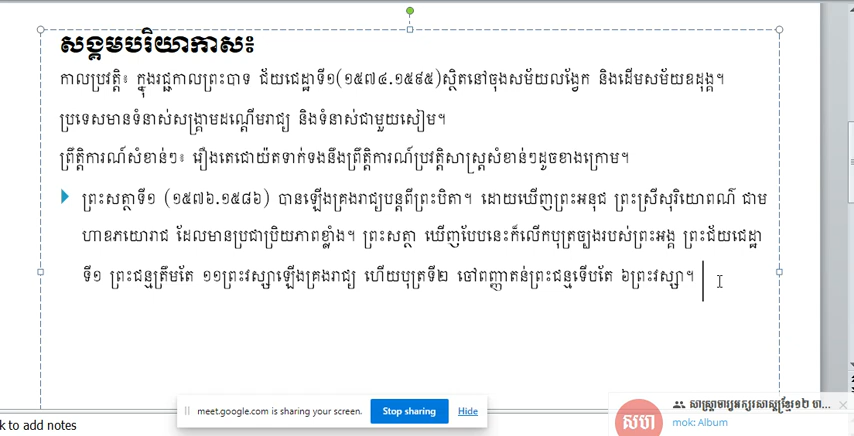 សង្គមបរិយាកាស៖
កាលប្រវត្តិ៖ ក្នុងរជ្ជកាលព្រះបាទ ជ័យជេដ្ឋាទី១(១៥៧៤.១៥៩៥)ស្ថិតនៅចុងសម័យលង្វែក និងដើមសម័យឧដុង្គ។
ប្រទេសមានទំនាស់សង្គ្រាមដណ្តើមរាជ្យ និងទំនាស់ជាមួយសៀម។
ព្រឹត្តិការណ៍សំខាន់ៗ៖ រឿងតេជោយ៉តទាក់ទងនឹងព្រឹត្តិការណ៍ប្រវត្តិសាស្ត្រសំខាន់ៗដូចខាងក្រោម។
ព្រះសត្ថាទី១ (១៥៧៦.១៥៨៦) បានឡើងគ្រងរាជ្យបន្តពីព្រះបិតា។ ដោយឃើញព្រះអនុជ ព្រះស្រីសុរិយោពណ៌ ជាម
ហាឧភយោរាជ ដែលមានប្រជាប្រិយភាពខ្លាំង។ ព្រះសត្ថា ឃើញបែបនេះក៏លើកបុត្រច្បងរបស់ព្រះអង្គ ព្រះជ័យជេដ្ឋា
ទី១ ព្រះជន្មត្រឹមតែ ១១ព្រះវស្សាឡើងគ្រងរាជ្យ ហើយបុត្រទី២ ចៅពញ្ញាតន់ព្រះជន្មទើបតែ ៦ព្រះវស្សា។
meet.google.com is sharing your screen.
Stop sharing
Hide
k to add notes
សហ
mok: Album